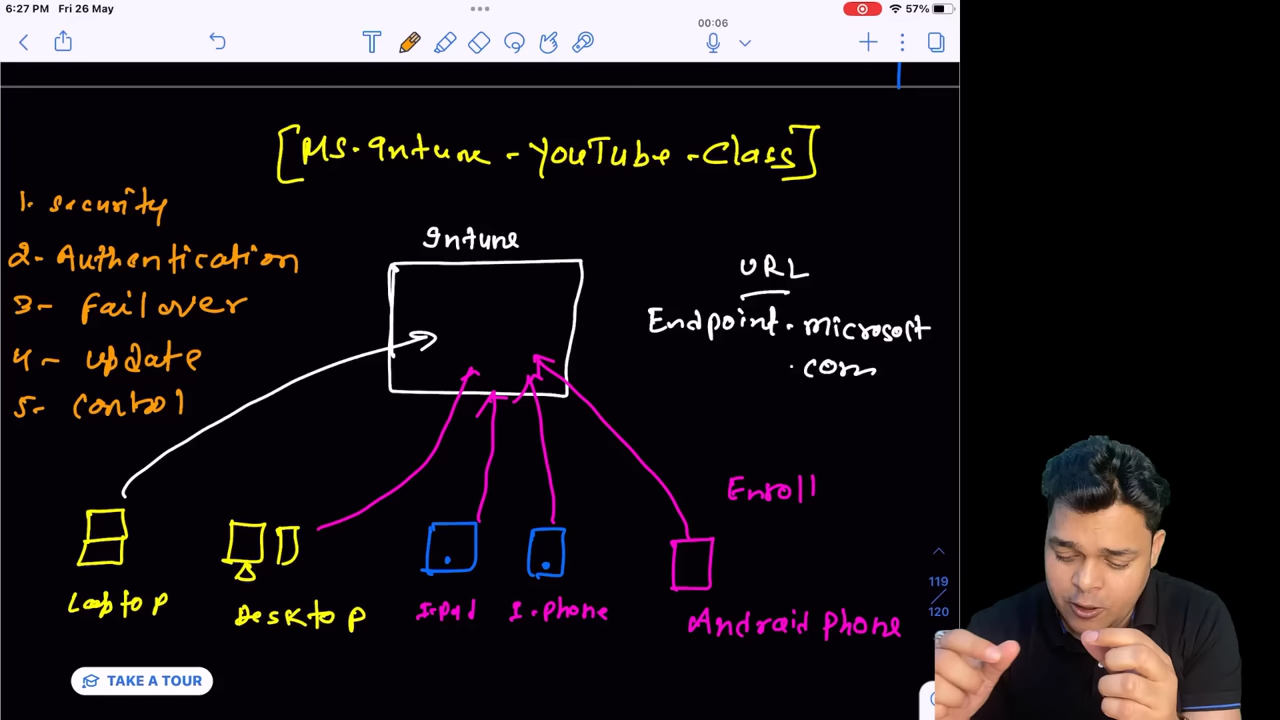 6:27 PM Fri 26 May
57%
00:06
T
[MS.Intune - YouTube - Class]
1. security
2- Authentication
3- failover
4- update
5- control
Intune
URL
Endpoint.microsoft
.com
Enroll
Laptop
Desktop
I-pad
I-phone
Android phone
119
120
TAKE A TOUR